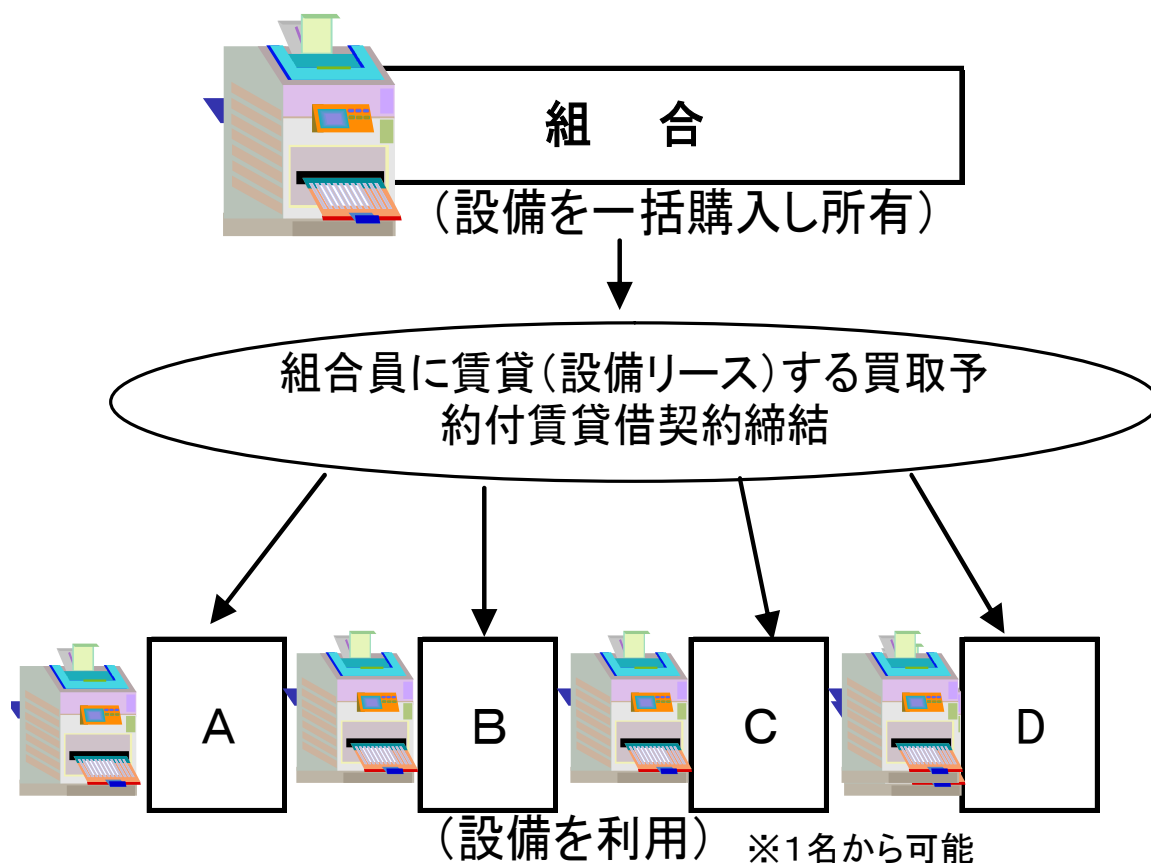 組　合
（設備を一括購入し所有）
組合員に賃貸（設備リース）する買取予
約付賃貸借契約締結
A
B
C
D
（設備を利用）
※１名から可能